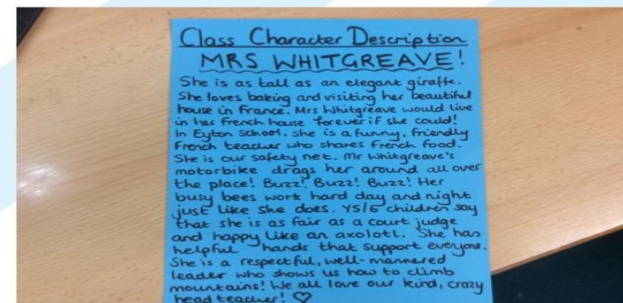 Class Character Description
MRS WHITGREAVE!
She is as tall as an elegant giraffe.
She loves baking and visiting her beautiful
house in France. Mrs Whitgreave would live
in her french house forever if she could!
In Eyton School, she is a funny, friendly
French teacher who shares French food.
She is our safety net. Mr Whitgreave's
motorbike drags her around all over
the place! Buzz! Buzz! Buzz! Her
busy bees work hard day and night
just like she does. Y5/6 children say
that she is as fair as a court judge
and happy like an axolotl. She has
helpful hands that support everyone.
She is a respectful, well-mannered
leader who shows us how to climb
mountains! We all love our kind, crazy
head teacher! ♡